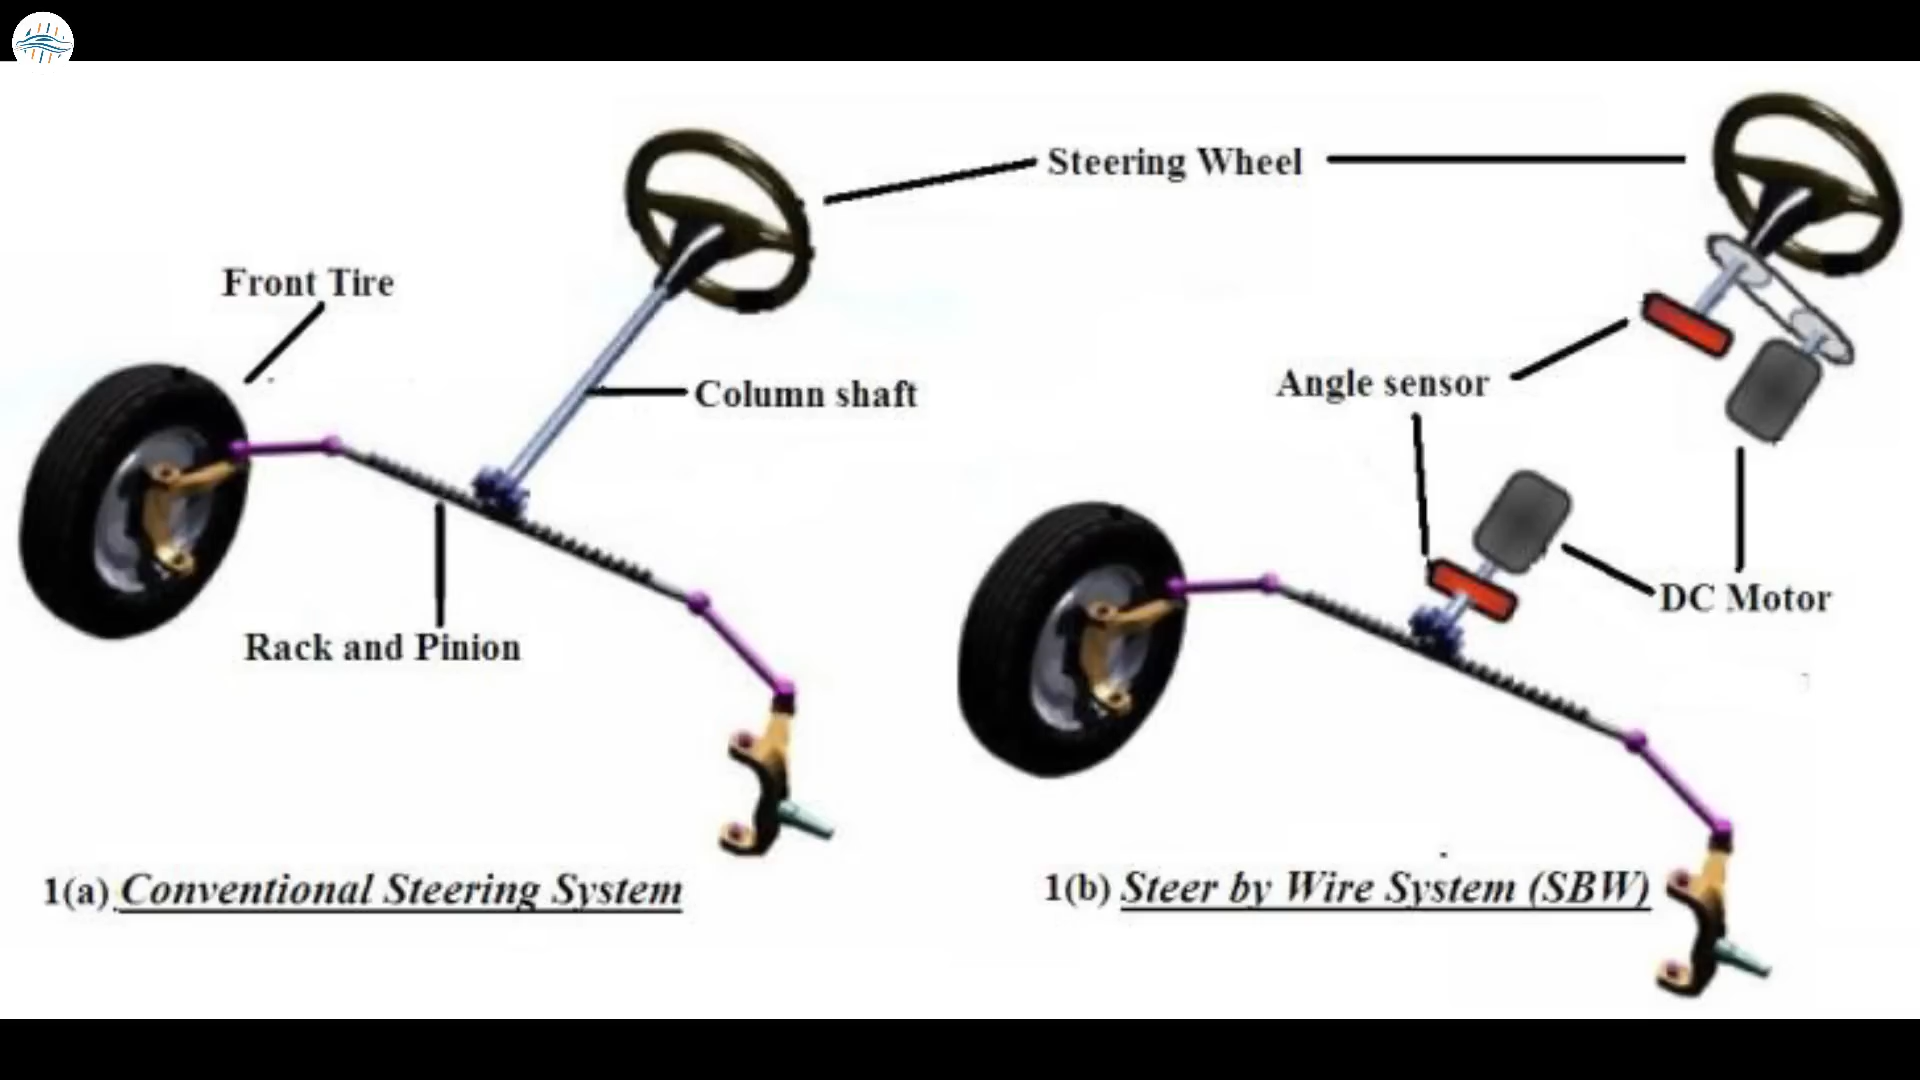 Steering Wheel
Front Tire
Column shaft
Angle sensor
DC Motor
Rack and Pinion
1(a) Conventional Steering System
1(b) Steer by Wire System (SBW)